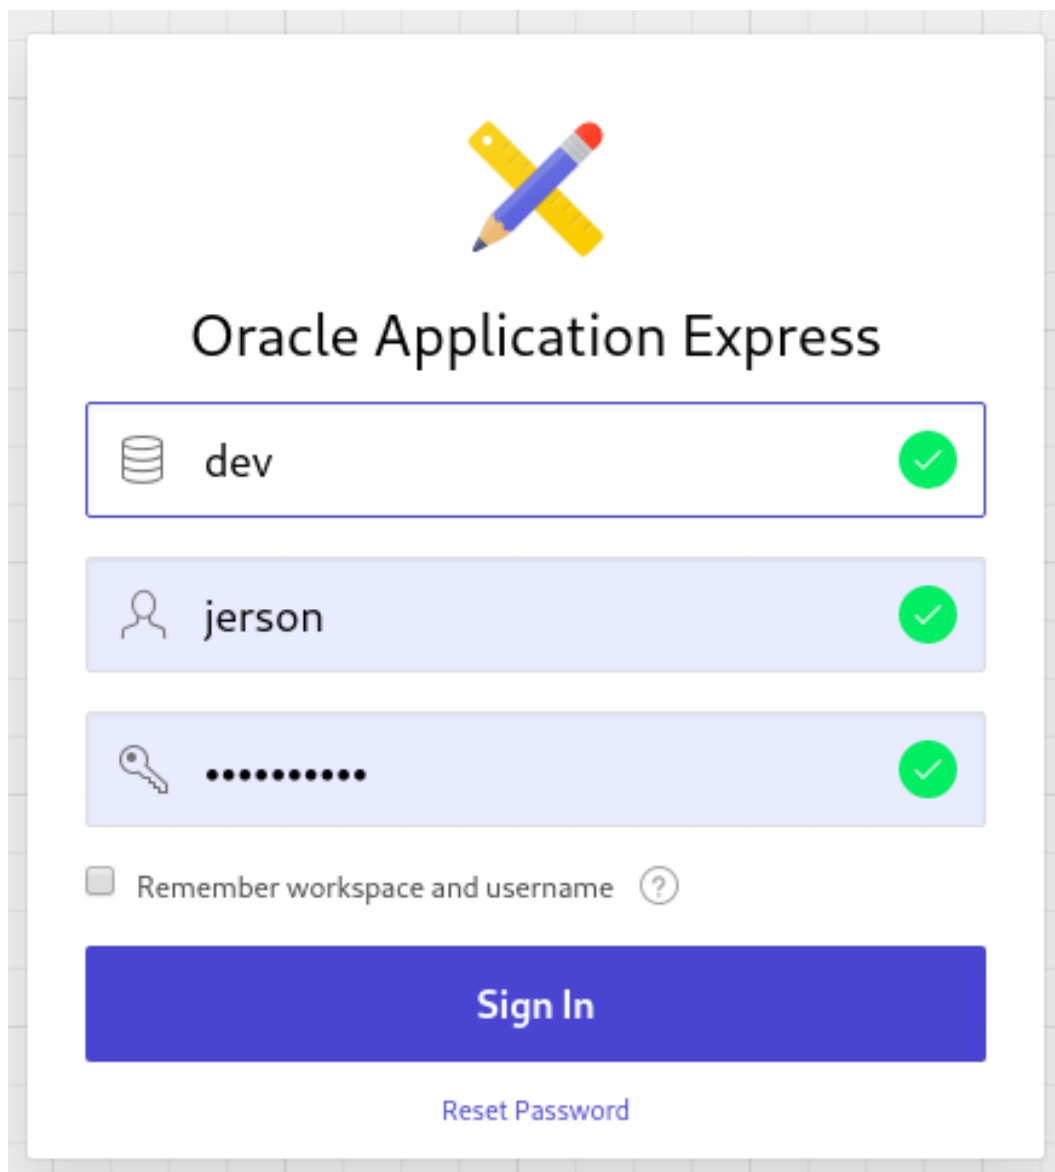 Oracle Application Express
dev
jerson
••••••••••
Remember workspace and username ?
Sign In
Reset Password